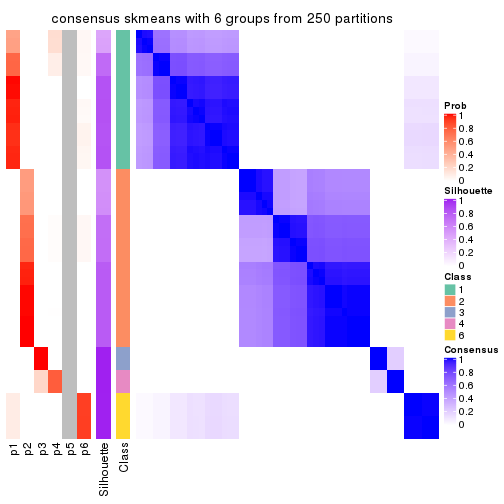 consensus skmeans with 6 groups from 250 partitions
Prob
1
0.8
0.6
0.4
0.2
0
Silhouette
1
0.8
0.6
0.4
0.2
0
Class
1
2
3
4
6
Consensus
1
0.8
0.6
0.4
0.2
0
p1
p2
p3
p4
p5
p6
Silhouette
Class